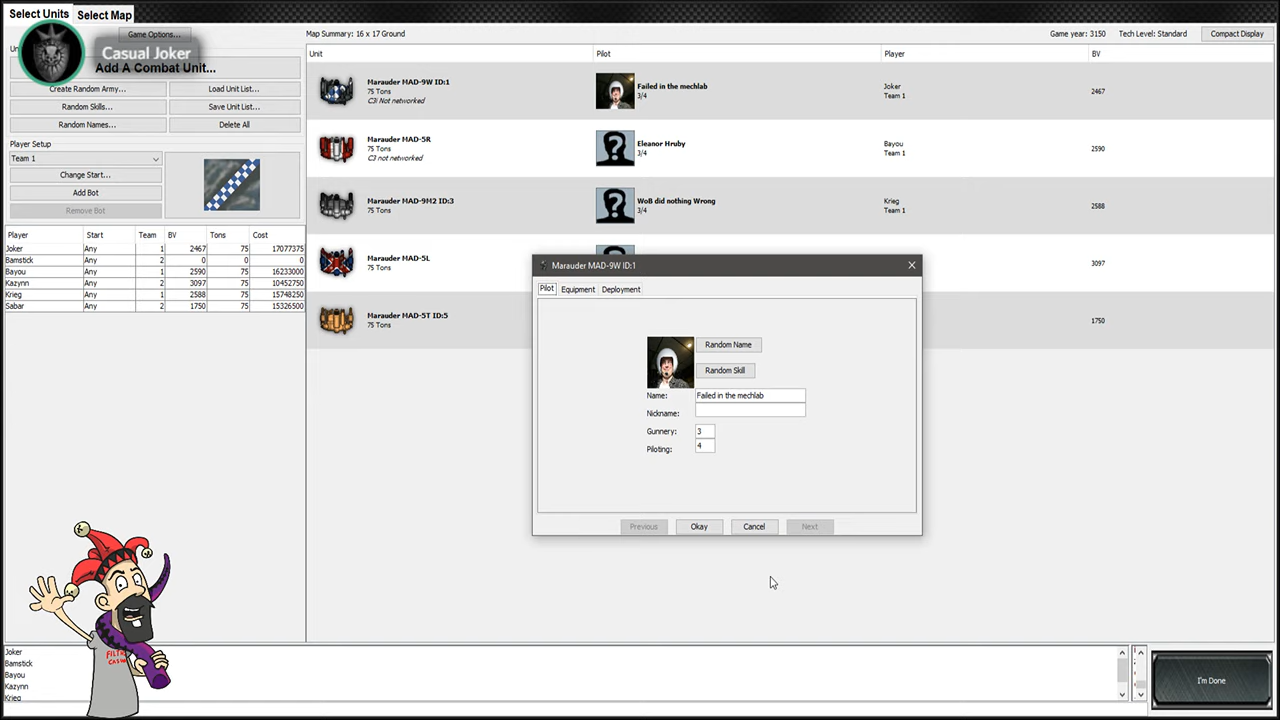 Select Units
Select Map
Game Options...
Casual Joker
Add A Combat Unit...
Create Random Army...
Load Unit List...
Random Skills...
Save Unit List...
Random Names...
Delete All
Player Setup
Team 1
Change Start...
Add Bot
Remove Bot
Player Start Team BV Tons Cost
Joker Any 1 2467 75 17077375
Bamstick Any 2 0 0 0
Bayou Any 1 2590 75 16233000
Kazynn Any 2 3097 75 10452750
Krieg Any 1 2588 75 15748250
Sabar Any 2 1750 75 15326500
Map Summary: 16 x 17 Ground
Game year: 3150
Tech Level: Standard
Compact Display
Unit Pilot Player BV
Marauder MAD-9W ID:1
75 Tons
C3I Not networked
Failed in the mechlab
3/4
Joker
Team 1
2467
Marauder MAD-5R
75 Tons
C3 not networked
Eleanor Hruby
3/4
Bayou
Team 1
2590
Marauder MAD-9M2 ID:3
75 Tons
WoB did nothing Wrong
3/4
Krieg
Team 1
2588
Marauder MAD-5L
75 Tons
3097
Marauder MAD-5T ID:5
75 Tons
1750
Marauder MAD-9W ID:1
Pilot Equipment Deployment
Random Name
Random Skill
Name: Failed in the mechlab
Nickname:
Gunnery: 3
Piloting: 4
Previous Okay Cancel Next
Joker
Bamstick
Bayou
Kazynn
Krieg
I'm Done